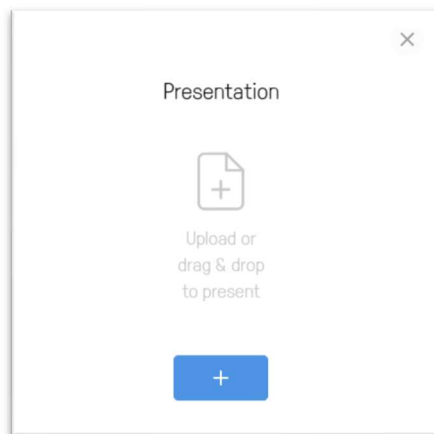 Presentation
Upload or
drag & drop
to present